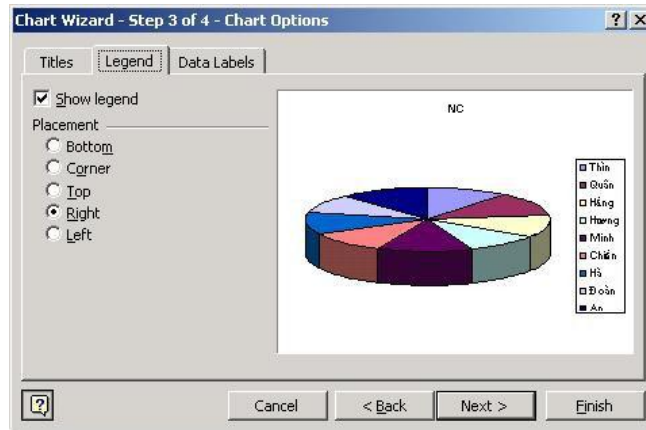 Chart Wizard - Step 3 of 4 - Chart Options
Titles
Legend
Data Labels
Show legend
Placement
Bottom
Corner
Top
Right
Left
NC
Thìn
Quân
Hằng
Hương
Minh
Chiến
Hà
Đoàn
An
Cancel
< Back
Next >
Finish